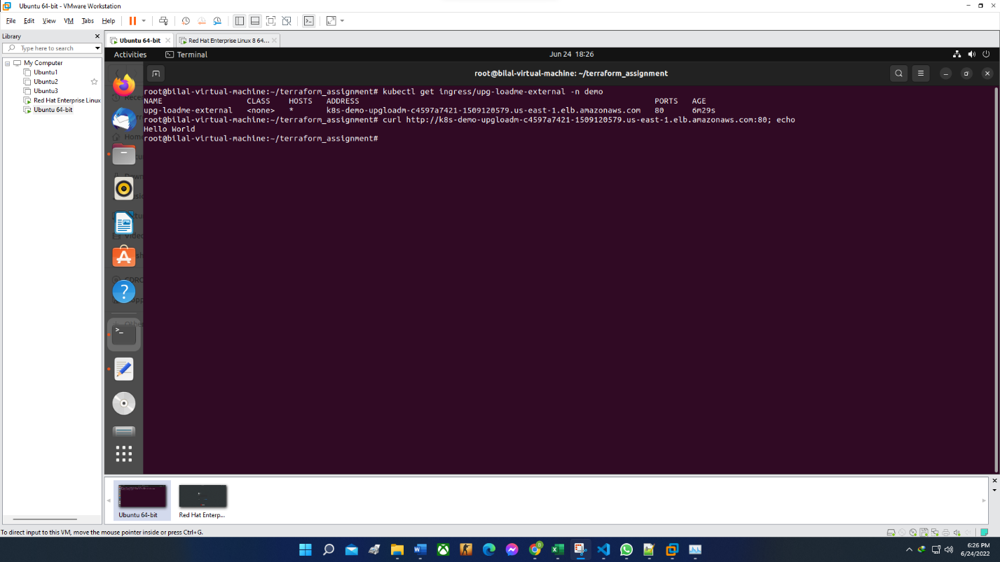 Ubuntu 64-bit - VMware Workstation
File Edit View VM Tabs Help
Library
Type here to search
My Computer
Ubuntu1
Ubuntu2
Ubuntu3
Red Hat Enterprise Linux
Ubuntu 64-bit
Ubuntu 64-bit
Red Hat Enterprise Linux 8 64...
Activities Terminal Jun 24 18:26
root@bilal-virtual-machine: ~/terraform_assignment
root@bilal-virtual-machine:~/terraform_assignment# kubectl get ingress/upg-loadme-external -n demo
NAME CLASS HOSTS ADDRESS PORTS AGE
upg-loadme-external <none> * k8s-demo-upgloadm-c4597a7421-1509120579.us-east-1.elb.amazonaws.com 80 6m29s
root@bilal-virtual-machine:~/terraform_assignment# curl http://k8s-demo-upgloadm-c4597a7421-1509120579.us-east-1.elb.amazonaws.com:80; echo
Hello World
root@bilal-virtual-machine:~/terraform_assignment#
Ubuntu 64-bit
Red Hat Enterp...
To direct input to this VM, move the mouse pointer inside or press Ctrl+G.
6:26 PM
6/24/2022